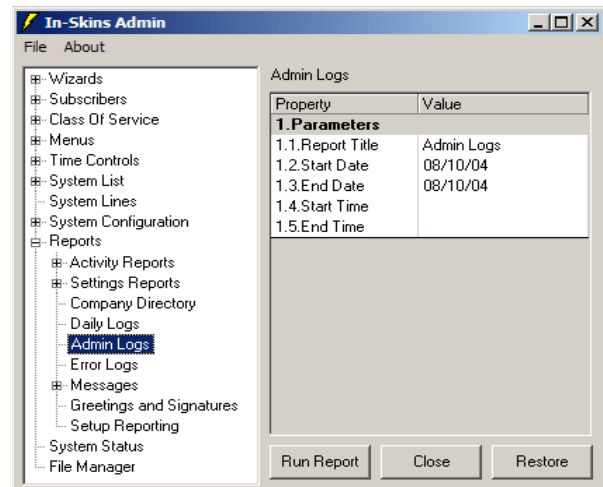 In-Skins Admin
File About
Wizards
Subscribers
Class Of Service
Menus
Time Controls
System List
System Lines
System Configuration
Reports
Activity Reports
Settings Reports
Company Directory
Daily Logs
Admin Logs
Error Logs
Messages
Greetings and Signatures
Setup Reporting
System Status
File Manager
Admin Logs
Property Value
1.Parameters
1.1.Report Title Admin Logs
1.2.Start Date 08/10/04
1.3.End Date 08/10/04
1.4.Start Time
1.5.End Time
Run Report Close Restore